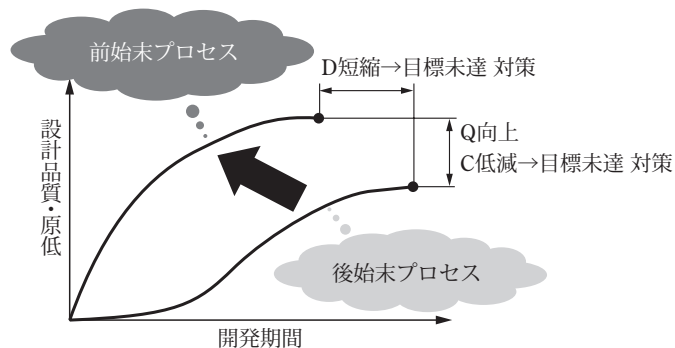 前始末プロセス
D短縮→目標未達 対策
Q向上
C低減→目標未達 対策
設計品質・原低
後始末プロセス
開発期間